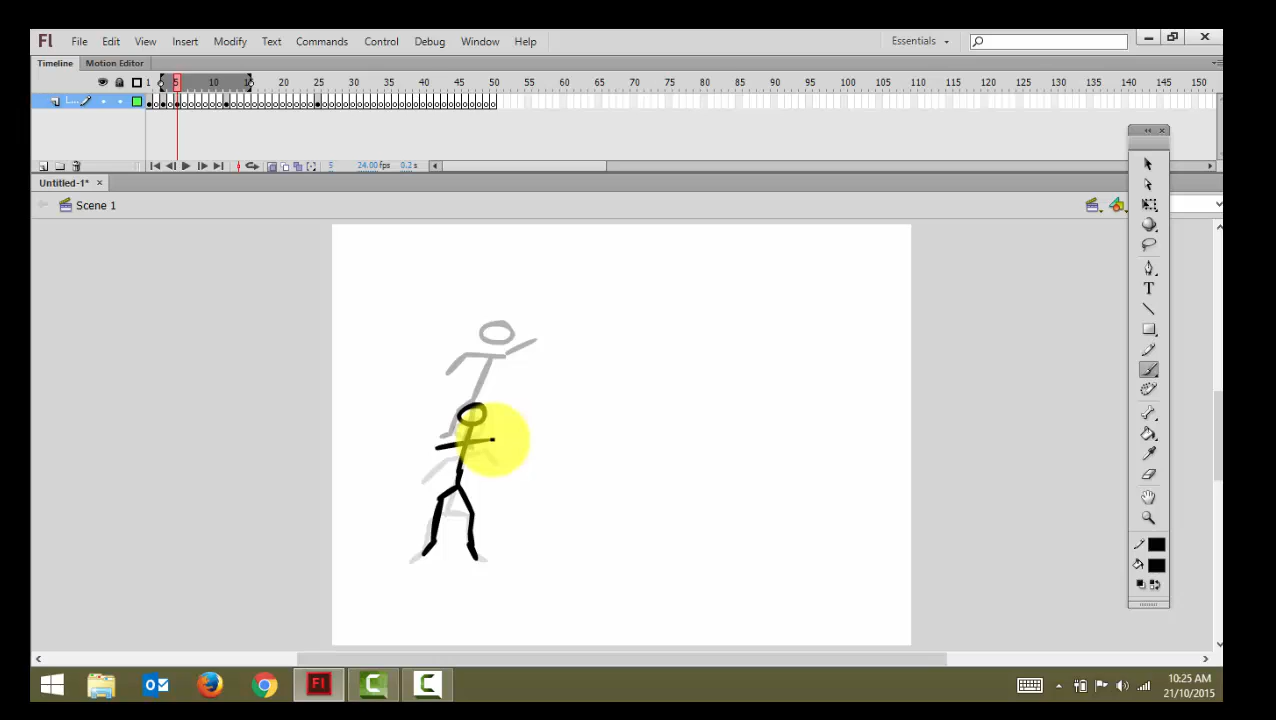 Fl File Edit View Insert Modify Text Commands Control Debug Window Help Essentials
Timeline Motion Editor
1 5 10 20 25 30 35 40 45 50 55 60 65 70 75 80 85 90 95 100 105 110 115 120 125 130 135 140 145 150
5 24.00 fps 0.2 s
Untitled-1* ×
Scene 1
T
Fl
10:25 AM
21/10/2015